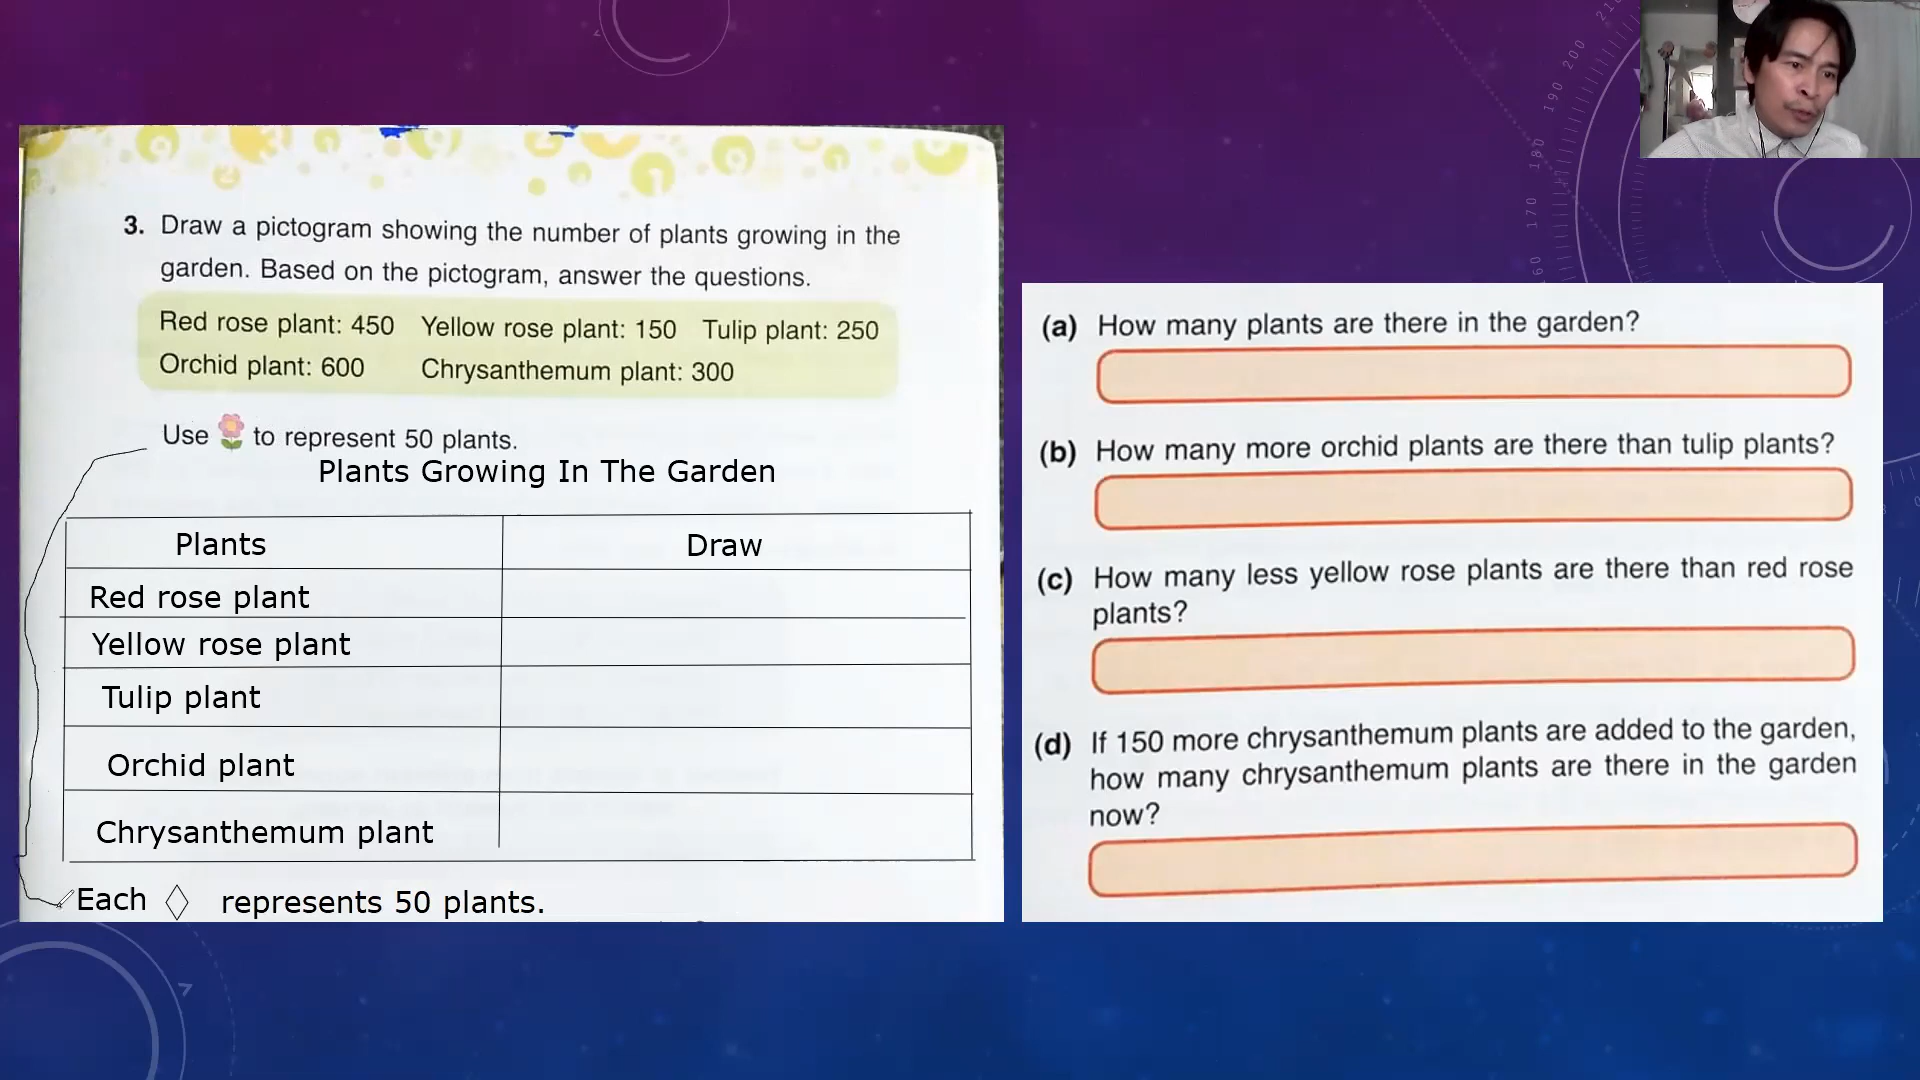 3. Draw a pictogram showing the number of plants growing in the
garden. Based on the pictogram, answer the questions.
Red rose plant: 450 Yellow rose plant: 150 Tulip plant: 250
Orchid plant: 600 Chrysanthemum plant: 300
Use to represent 50 plants.
Plants Growing In The Garden
Plants Draw
Red rose plant
Yellow rose plant
Tulip plant
Orchid plant
Chrysanthemum plant
Each ◊ represents 50 plants.
(a) How many plants are there in the garden?
(b) How many more orchid plants are there than tulip plants?
(c) How many less yellow rose plants are there than red rose
plants?
(d) If 150 more chrysanthemum plants are added to the garden,
how many chrysanthemum plants are there in the garden
now?
200
190
180
170